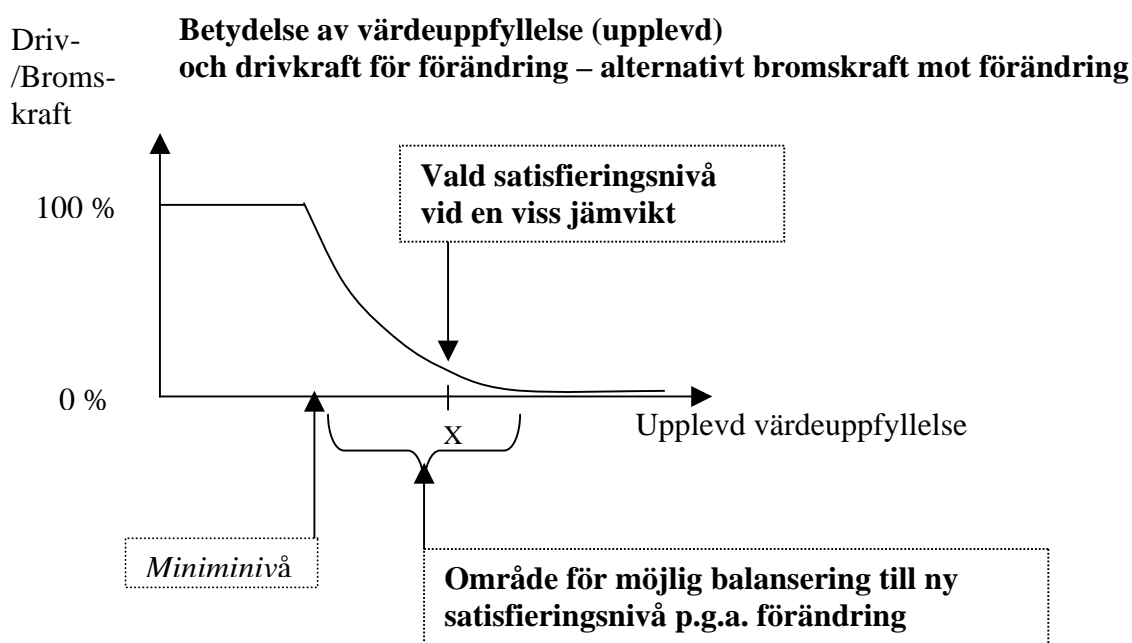 Driv-
/Broms-
kraft
Betydelse av värdeuppfyllelse (upplevd)
och drivkraft för förändring – alternativt bromskraft mot förändring
Vald satisfieringsnivå
vid en viss jämvikt
100 %
0 %
X
Upplevd värdeuppfyllelse
Miniminivå
Område för möjlig balansering till ny
satisfieringsnivå p.g.a. förändring